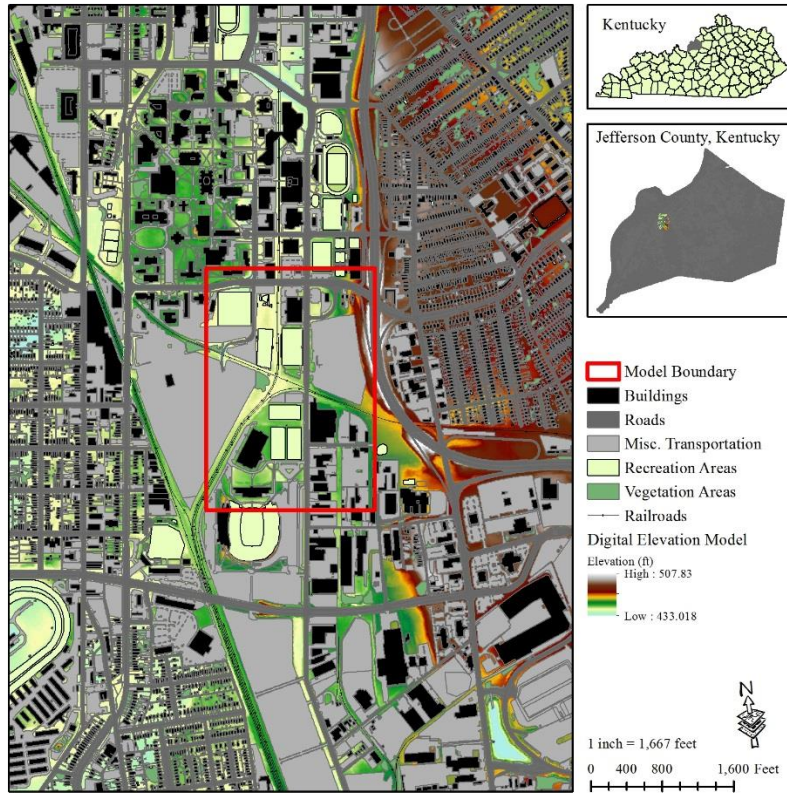 Kentucky
Jefferson County, Kentucky
Model Boundary
Buildings
Roads
Misc. Transportation
Recreation Areas
Vegetation Areas
Railroads
Digital Elevation Model
Elevation (ft)
High : 507.83
Low : 433.018
N
1 inch = 1,667 feet
0 400 800 1,600 Feet